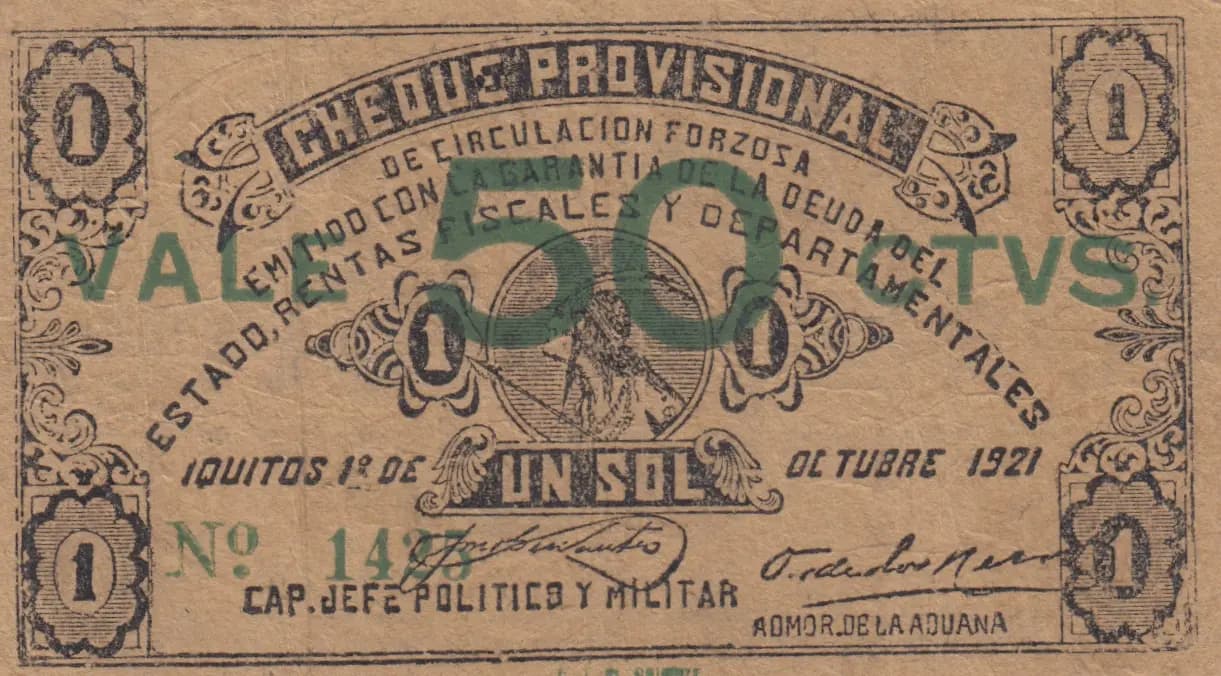 1 1
CHEQUE PROVISIONAL
DE CIRCULACION FORZOSA
EMITIDO CON LA GARANTIA DE LA DEUDA DEL
ESTADO, RENTAS FISCALES Y DEPARTAMENTALES
VALE 50 CTVS.
1 1
IQUITOS 1º DE OCTUBRE 1921
UN SOL
1 1
Nº 1425
CAP. JEFE POLITICO Y MILITAR
ADMOR. DE LA ADUANA